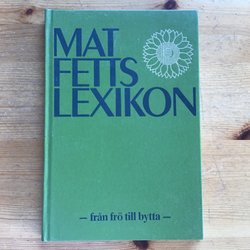 MAT
FETTS
LEXIKON
– från frö till bytta –